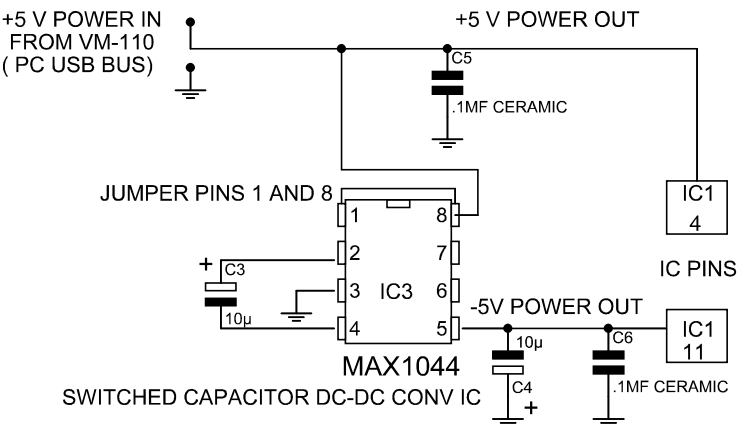 +5 V POWER IN
FROM VM-110
( PC USB BUS)
+5 V POWER OUT
C5
.1MF CERAMIC
JUMPER PINS 1 AND 8
1
8
2
7
3
6
4
5
IC3
+
C3
10µ
IC1
4
IC PINS
-5V POWER OUT
IC1
11
10µ
C4
+
C6
.1MF CERAMIC
MAX1044
SWITCHED CAPACITOR DC-DC CONV IC